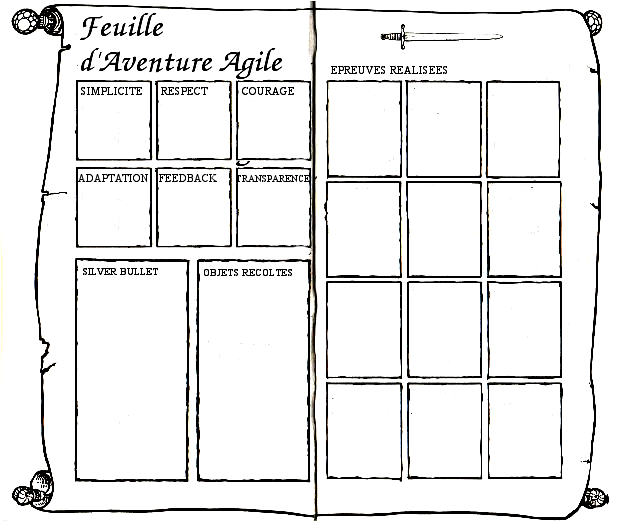 Feuille
d'Aventure Agile
SIMPLICITE RESPECT COURAGE
ADAPTATION FEEDBACK TRANSPARENCE
SILVER BULLET OBJETS RECOLTES
EPREUVES REALISEES